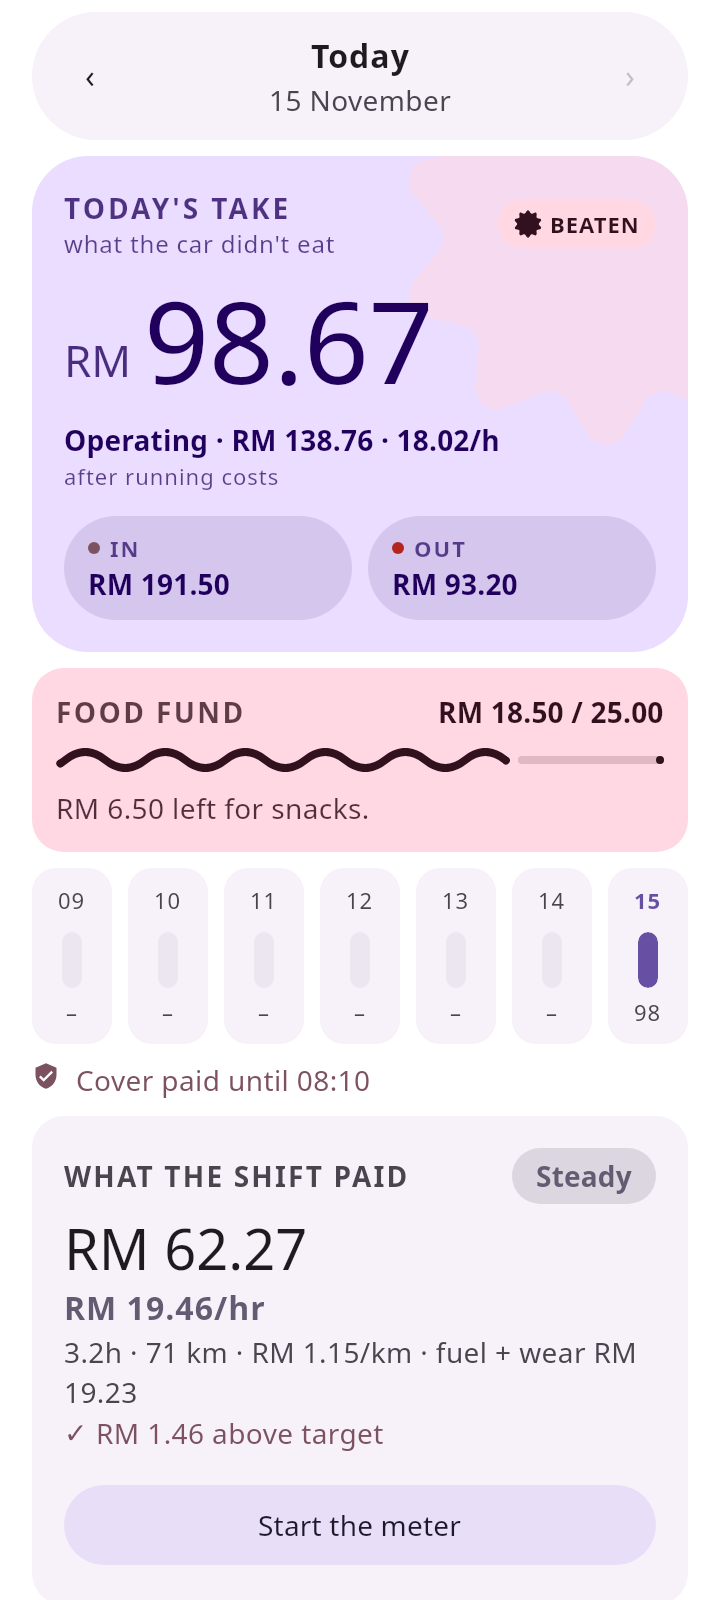 ‹
Today
15 November
›
TODAY'S TAKE
what the car didn't eat
BEATEN
RM 98.67
Operating · RM 138.76 · 18.02/h
after running costs
IN
RM 191.50
OUT
RM 93.20
FOOD FUND
RM 18.50 / 25.00
RM 6.50 left for snacks.
09 10 11 12 13 14 15
– – – – – – 98
Cover paid until 08:10
WHAT THE SHIFT PAID
Steady
RM 62.27
RM 19.46/hr
3.2h · 71 km · RM 1.15/km · fuel + wear RM
19.23
✓ RM 1.46 above target
Start the meter